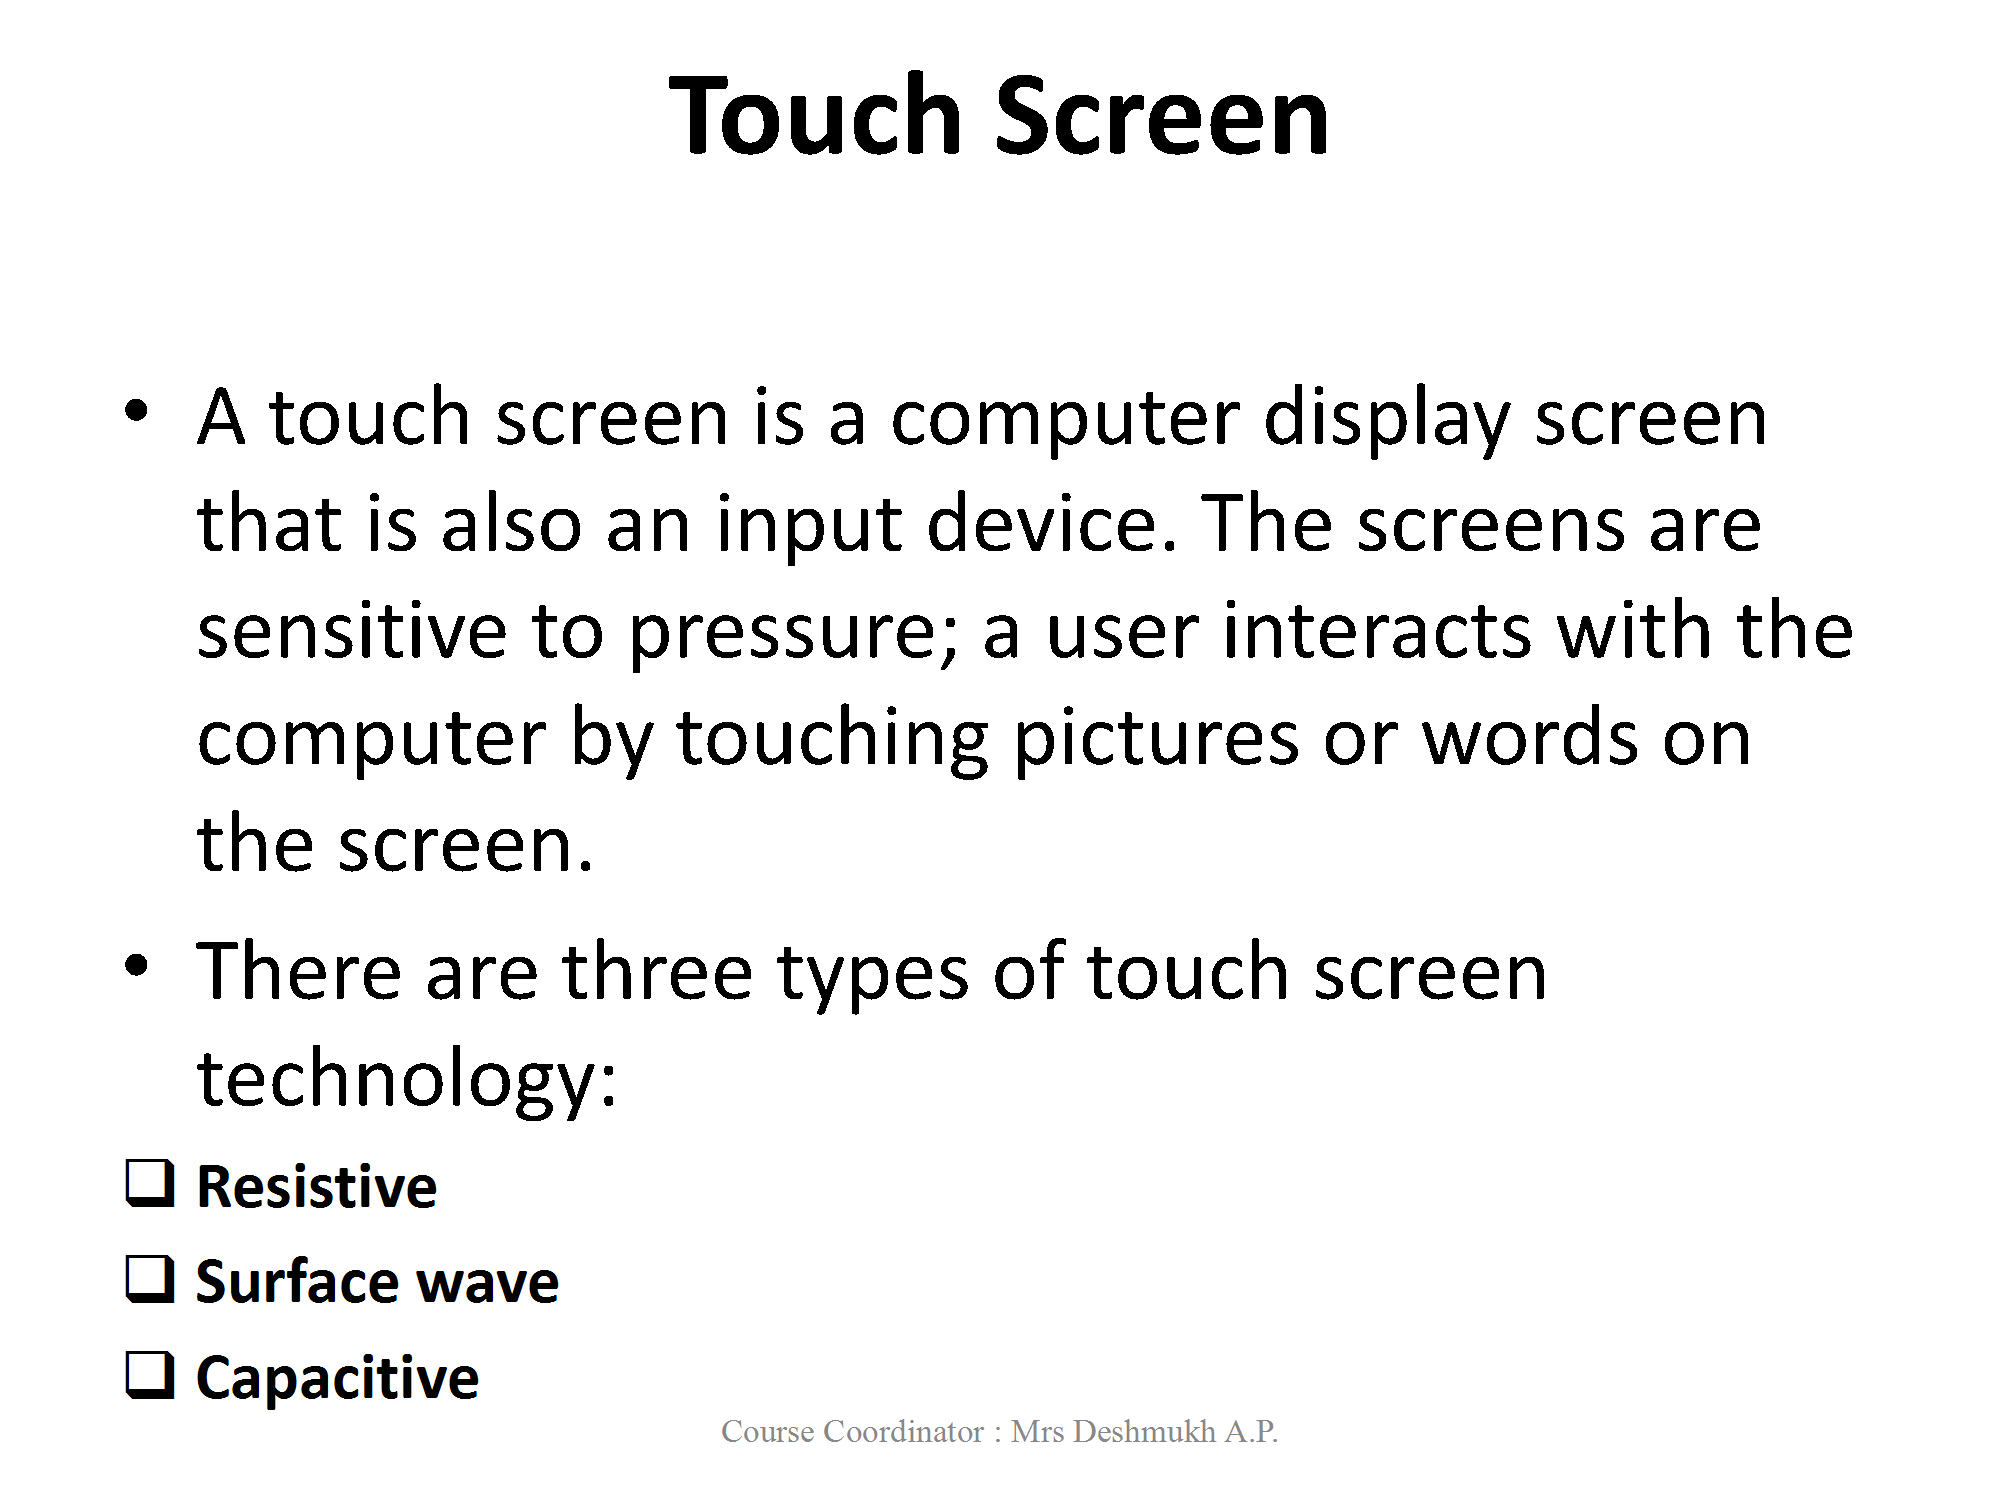 Touch Screen
• A touch screen is a computer display screen
that is also an input device. The screens are
sensitive to pressure; a user interacts with the
computer by touching pictures or words on
the screen.
• There are three types of touch screen
technology:
❑ Resistive
❑ Surface wave
❑ Capacitive
Course Coordinator : Mrs Deshmukh A.P.